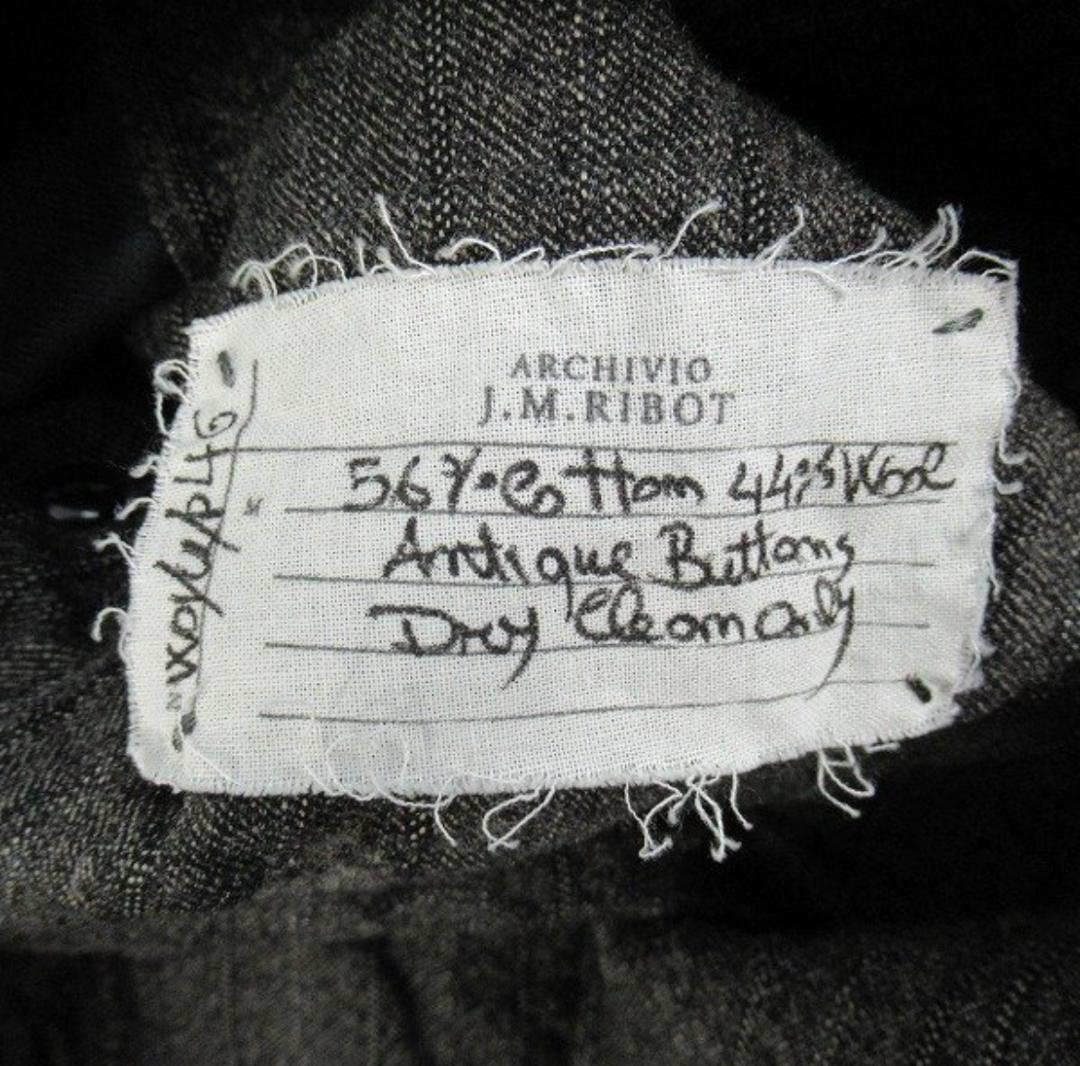 ARCHIVIO
J.M.RIBOT
56% Cotton 44% Wool
Antique Buttons
Dry Clean Only